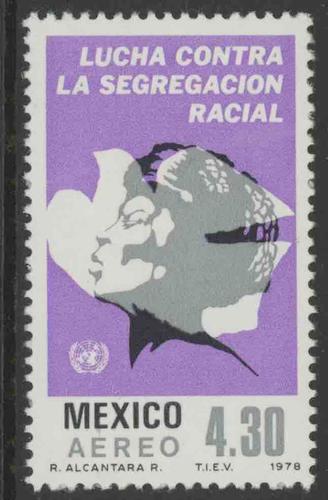 LUCHA CONTRA
LA SEGREGACION
RACIAL
MEXICO
AEREO 4.30
R. ALCANTARA R. T.I.E.V. 1978